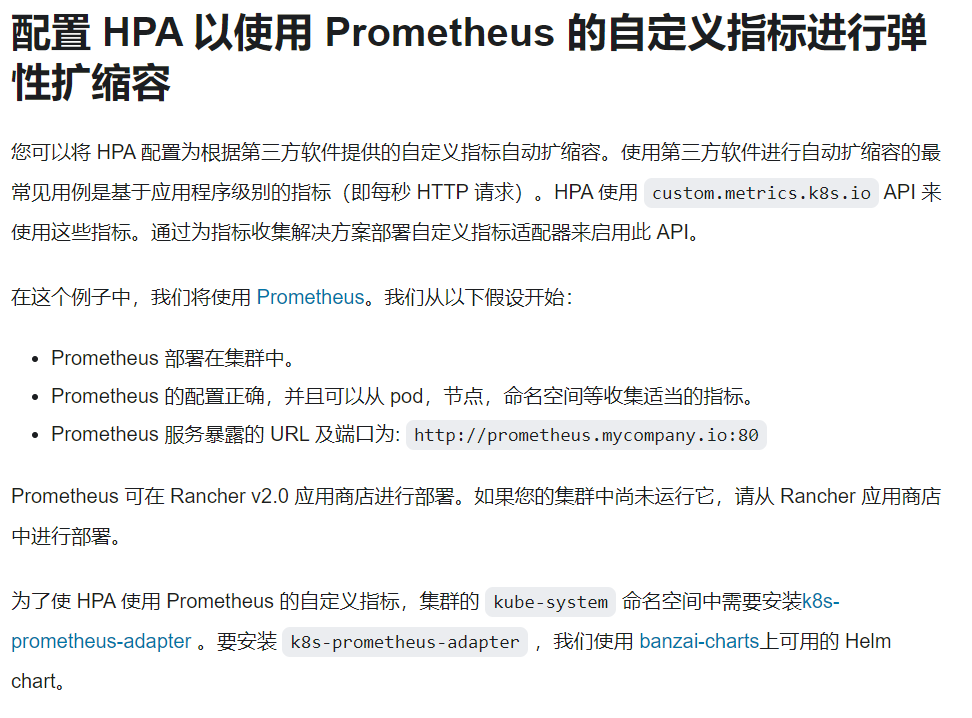 配置 HPA 以使用 Prometheus 的自定义指标进行弹
性扩缩容
您可以将 HPA 配置为根据第三方软件提供的自定义指标自动扩缩容。使用第三方软件进行自动扩缩容的最
常见用例是基于应用程序级别的指标（即每秒 HTTP 请求）。HPA 使用 custom.metrics.k8s.io API 来
使用这些指标。通过为指标收集解决方案部署自定义指标适配器来启用此 API。
在这个例子中，我们将使用 Prometheus。我们从以下假设开始：
• Prometheus 部署在集群中。
• Prometheus 的配置正确，并且可以从 pod，节点，命名空间等收集适当的指标。
• Prometheus 服务暴露的 URL 及端口为: http://prometheus.mycompany.io:80
Prometheus 可在 Rancher v2.0 应用商店进行部署。如果您的集群中尚未运行它，请从 Rancher 应用商店
中进行部署。
为了使 HPA 使用 Prometheus 的自定义指标，集群的 kube-system 命名空间中需要安装k8s-
prometheus-adapter 。要安装 k8s-prometheus-adapter ，我们使用 banzai-charts上可用的 Helm
chart。